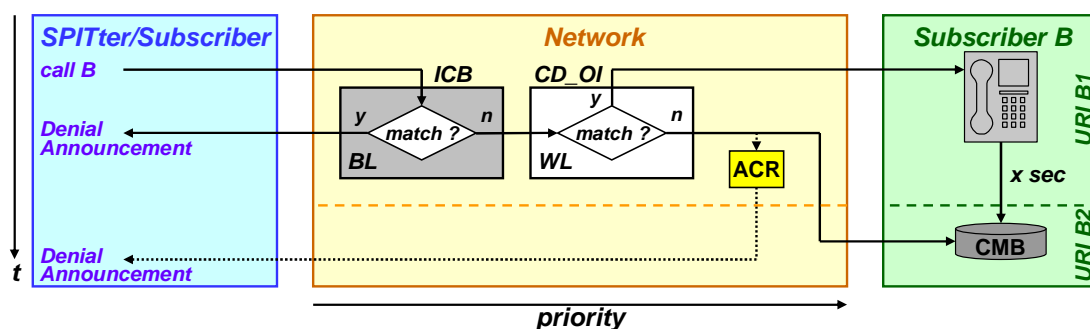 SPITter/Subscriber
Network
Subscriber B
call B
ICB
CD_OI
y
y
n
n
match ?
match ?
Denial
Announcement
BL
WL
ACR
x sec
URI B1
CMB
URI B2
Denial
Announcement
t
priority